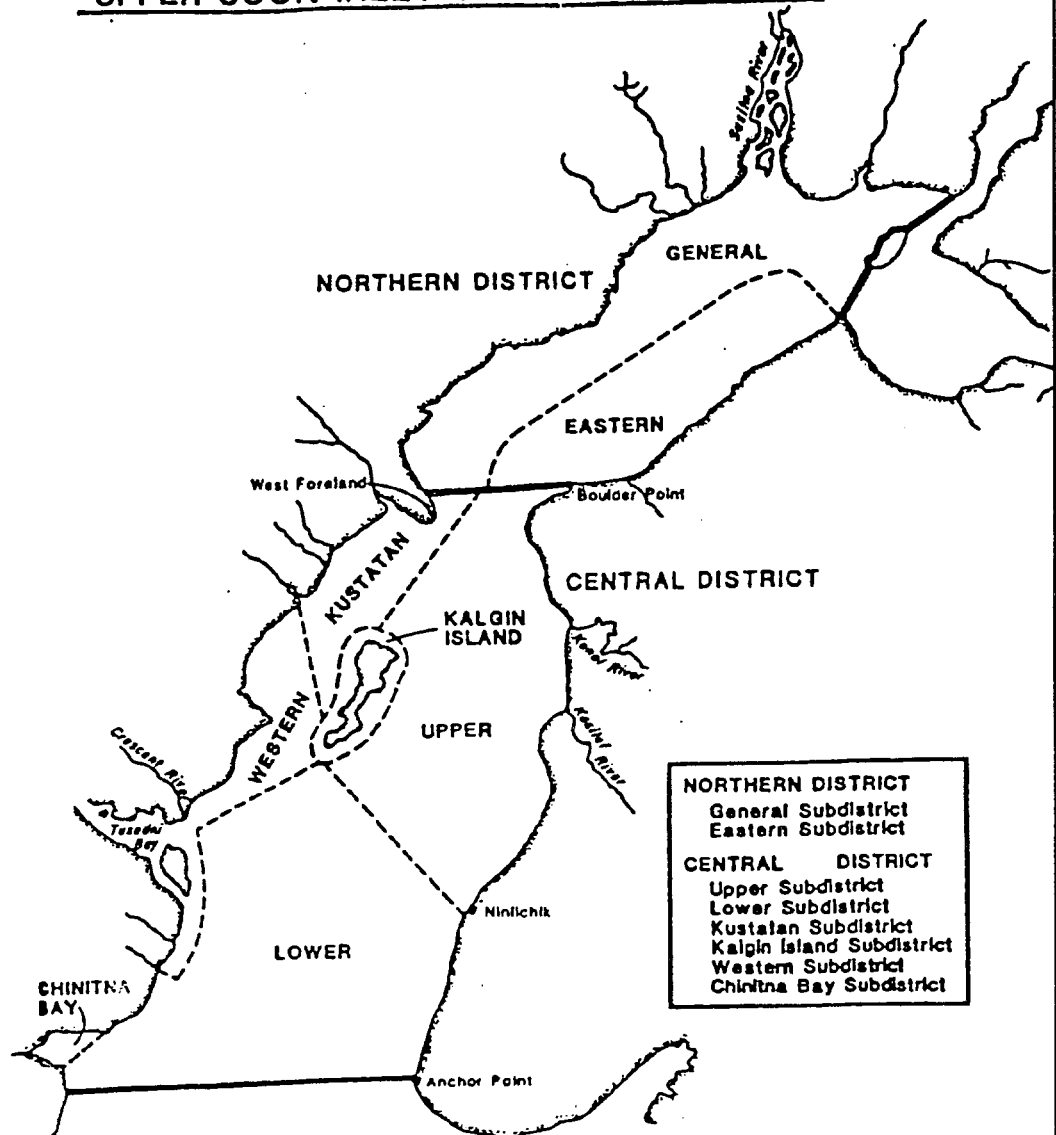 Susitna River
GENERAL
NORTHERN DISTRICT
EASTERN
West Foreland
Boulder Point
KUSTATAN
CENTRAL DISTRICT
KALGIN
ISLAND
Kenai River
WESTERN
UPPER
Kasilof
River
Crescent River
Tuxedni
Bay
NORTHERN DISTRICT
General Subdistrict
Eastern Subdistrict
CENTRAL DISTRICT
Upper Subdistrict
Lower Subdistrict
Kustatan Subdistrict
Kalgin Island Subdistrict
Western Subdistrict
Chinitna Bay Subdistrict
Ninilchik
LOWER
CHINITNA
BAY
Anchor Point